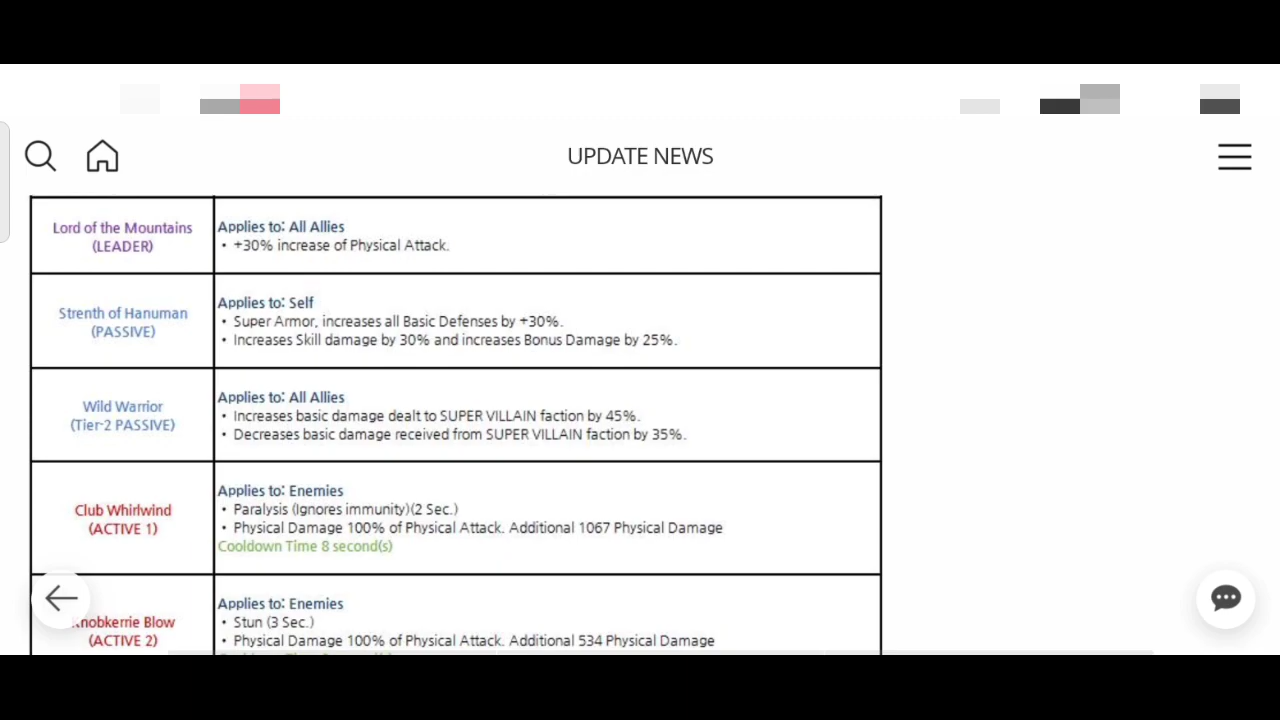 UPDATE NEWS
Lord of the Mountains
(LEADER)
Applies to: All Allies
• +30% increase of Physical Attack.
Strenth of Hanuman
(PASSIVE)
Applies to: Self
• Super Armor, increases all Basic Defenses by +30%.
• Increases Skill damage by 30% and increases Bonus Damage by 25%.
Wild Warrior
(Tier-2 PASSIVE)
Applies to: All Allies
• Increases basic damage dealt to SUPER VILLAIN faction by 45%.
• Decreases basic damage received from SUPER VILLAIN faction by 35%.
Club Whirlwind
(ACTIVE 1)
Applies to: Enemies
• Paralysis (Ignores immunity)(2 Sec.)
• Physical Damage 100% of Physical Attack. Additional 1067 Physical Damage
Cooldown Time 8 second(s)
Blow
(ACTIVE 2)
Applies to: Enemies
• Stun (3 Sec.)
• Physical Damage 100% of Physical Attack. Additional 534 Physical Damage